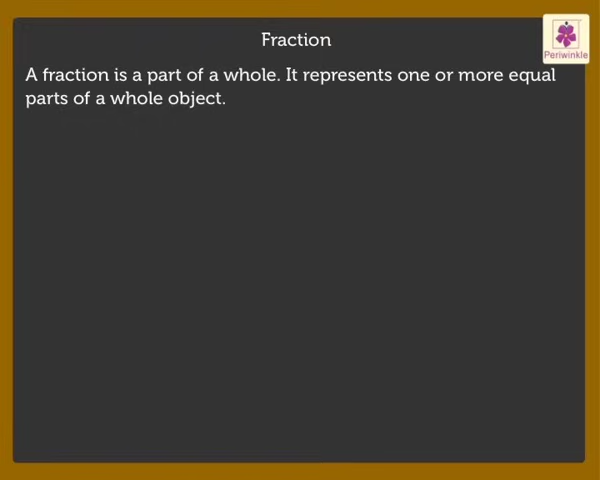 Fraction
Periwinkle
A fraction is a part of a whole. It represents one or more equal
parts of a whole object.